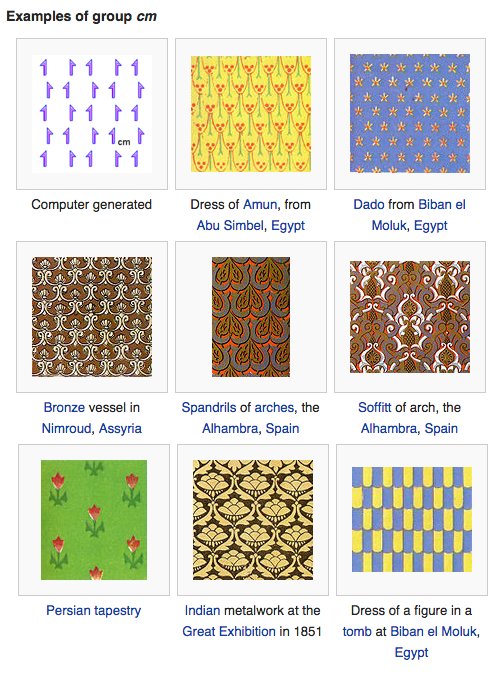 Examples of group cm
cm
Computer generated
Dress of Amun, from
Abu Simbel, Egypt
Dado from Biban el
Moluk, Egypt
Bronze vessel in
Nimroud, Assyria
Spandrils of arches, the
Alhambra, Spain
Soffitt of arch, the
Alhambra, Spain
Persian tapestry
Indian metalwork at the
Great Exhibition in 1851
Dress of a figure in a
tomb at Biban el Moluk,
Egypt